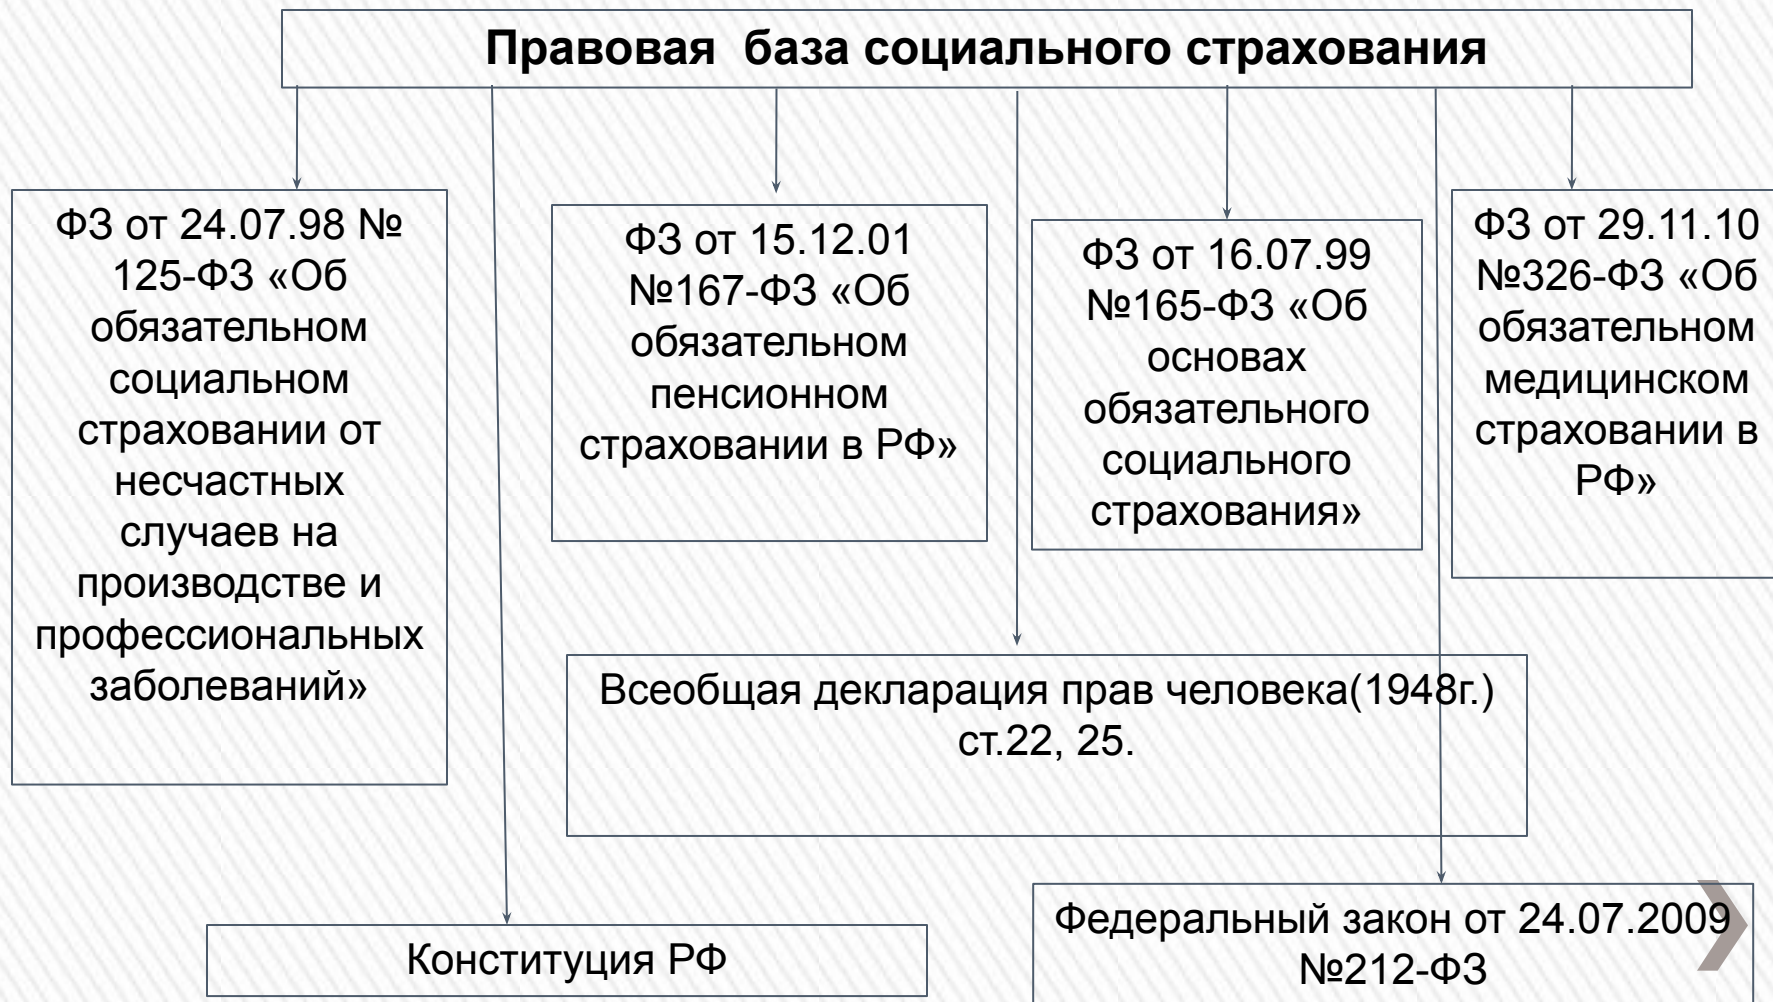 Правовая база социального страхования
ФЗ от 24.07.98 №
125-ФЗ «Об
обязательном
социальном
страховании от
несчастных
случаев на
производстве и
профессиональных
заболеваний»
ФЗ от 15.12.01
№167-ФЗ «Об
обязательном
пенсионном
страховании в РФ»
ФЗ от 16.07.99
№165-ФЗ «Об
основах
обязательного
социального
страхования»
ФЗ от 29.11.10
№326-ФЗ «Об
обязательном
медицинском
страховании в
РФ»
Всеобщая декларация прав человека(1948г.)
ст.22, 25.
Конституция РФ
Федеральный закон от 24.07.2009
№212-ФЗ